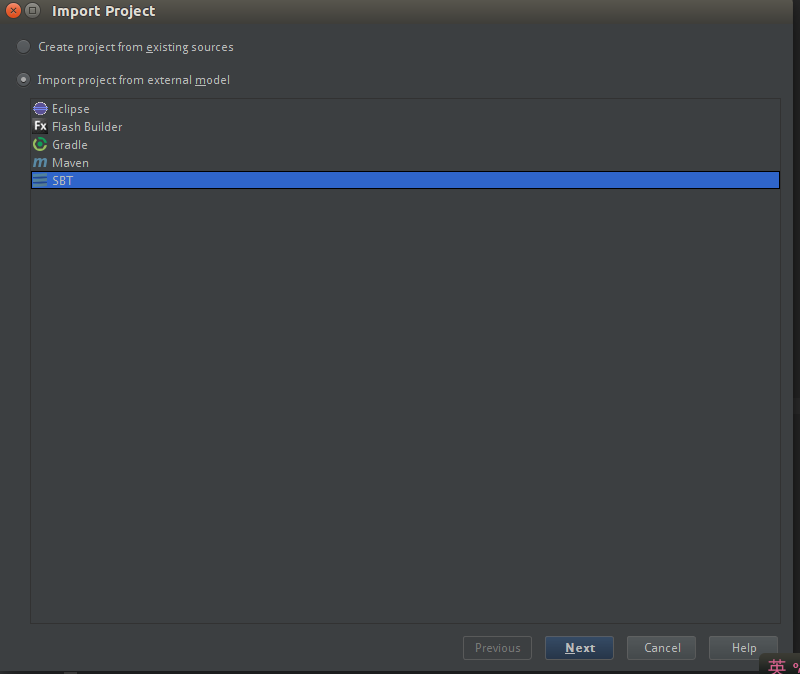 Import Project
Create project from existing sources
Import project from external model
Eclipse
Fx Flash Builder
Gradle
m Maven
SBT
Previous Next Cancel Help
英 %